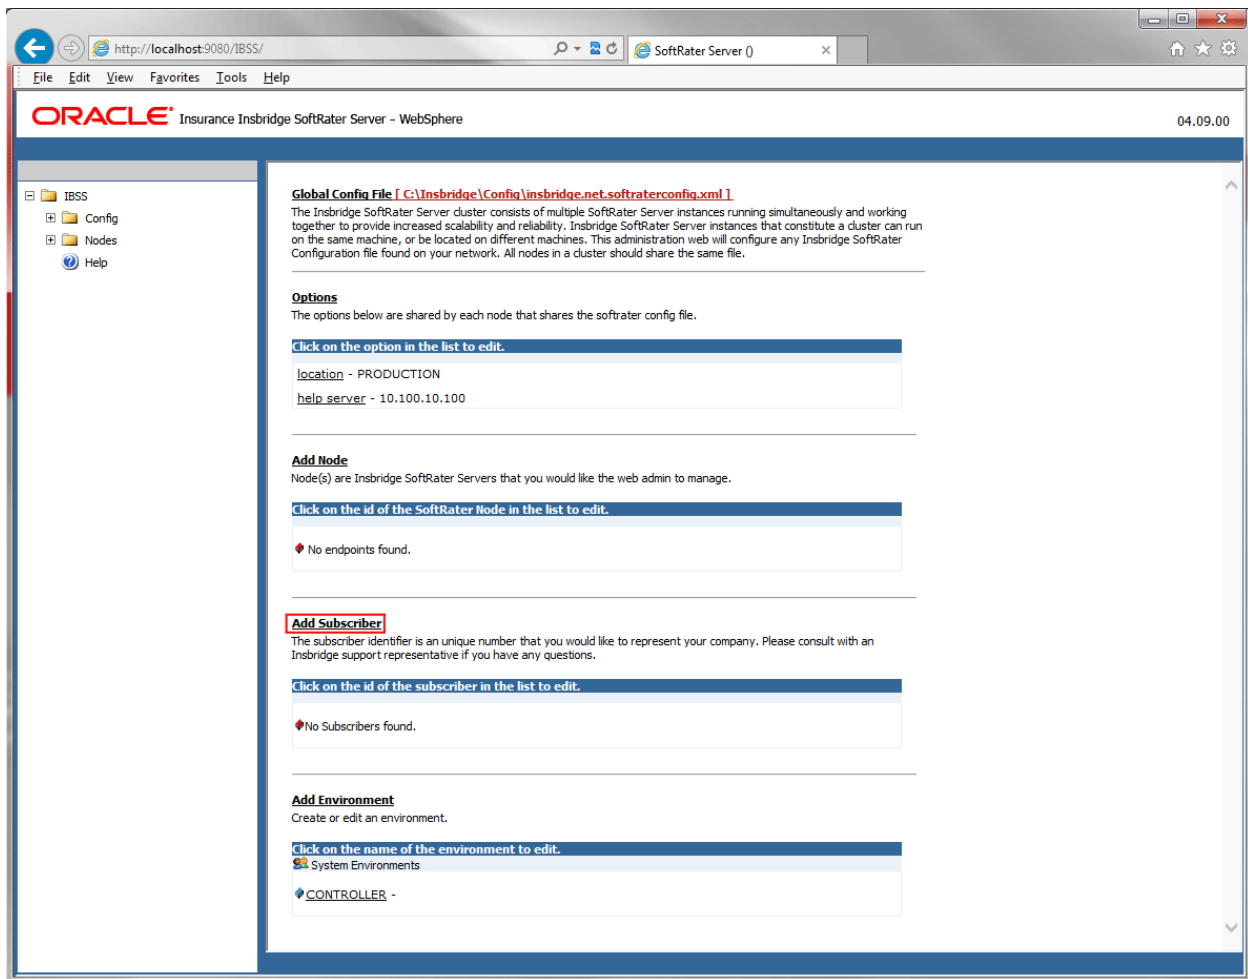 http://localhost:9080/IBSS/
SoftRater Server ()
File Edit View Favorites Tools Help
ORACLE Insurance Insbridge SoftRater Server - WebSphere
04.09.00
IBSS
Config
Nodes
Help
Global Config File [ C:\Insbridge\Config\insbridge.net.softraterconfig.xml ]
The Insbridge SoftRater Server cluster consists of multiple SoftRater Server instances running simultaneously and working
together to provide increased scalability and reliability. Insbridge SoftRater Server instances that constitute a cluster can run
on the same machine, or be located on different machines. This administration web will configure any Insbridge SoftRater
Configuration file found on your network. All nodes in a cluster should share the same file.
Options
The options below are shared by each node that shares the softrater config file.
Click on the option in the list to edit.
location - PRODUCTION
help server - 10.100.10.100
Add Node
Node(s) are Insbridge SoftRater Servers that you would like the web admin to manage.
Click on the id of the SoftRater Node in the list to edit.
No endpoints found.
Add Subscriber
The subscriber identifier is an unique number that you would like to represent your company. Please consult with an
Insbridge support representative if you have any questions.
Click on the id of the subscriber in the list to edit.
No Subscribers found.
Add Environment
Create or edit an environment.
Click on the name of the environment to edit.
System Environments
CONTROLLER -